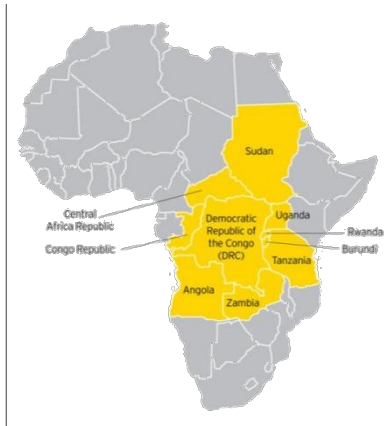 Sudan
Central
Africa Republic
Congo Republic
Democratic
Republic of
the Congo
(DRC)
Uganda
Rwanda
Burundi
Tanzania
Angola
Zambia